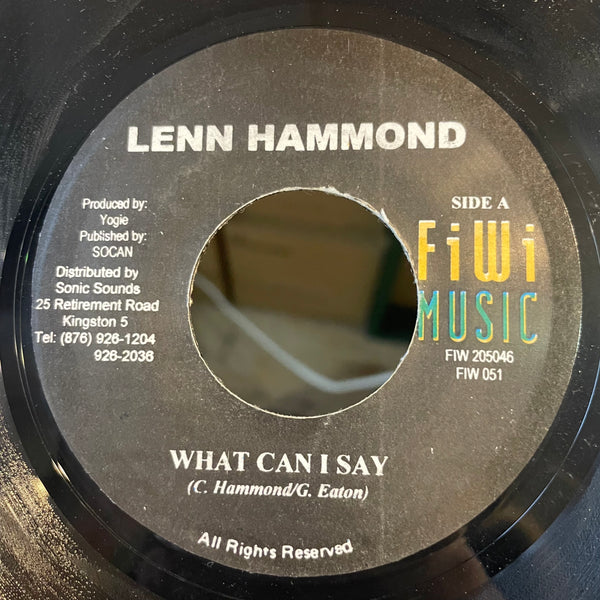 LENN HAMMOND
Produced by:
Yogie
Published by:
SOCAN
Distributed by
Sonic Sounds
25 Retirement Road
Kingston 5
Tel: (876) 926-1204
926-2036
SIDE A
FiWi
MUSIC
FIW 205046
FIW 051
WHAT CAN I SAY
(C. Hammond/G. Eaton)
All Rights Reserved